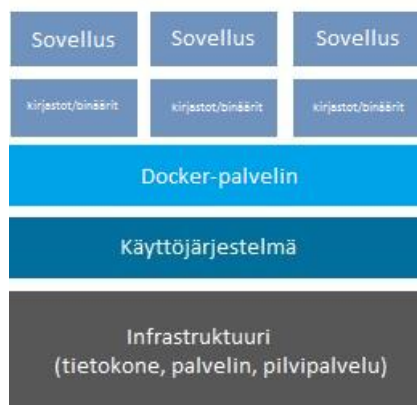 Sovellus Sovellus Sovellus
kirjastot/binäärit kirjastot/binäärit kirjastot/binäärit
Docker-palvelin
Käyttöjärjestelmä
Infrastruktuuri
(tietokone, palvelin, pilvipalvelu)